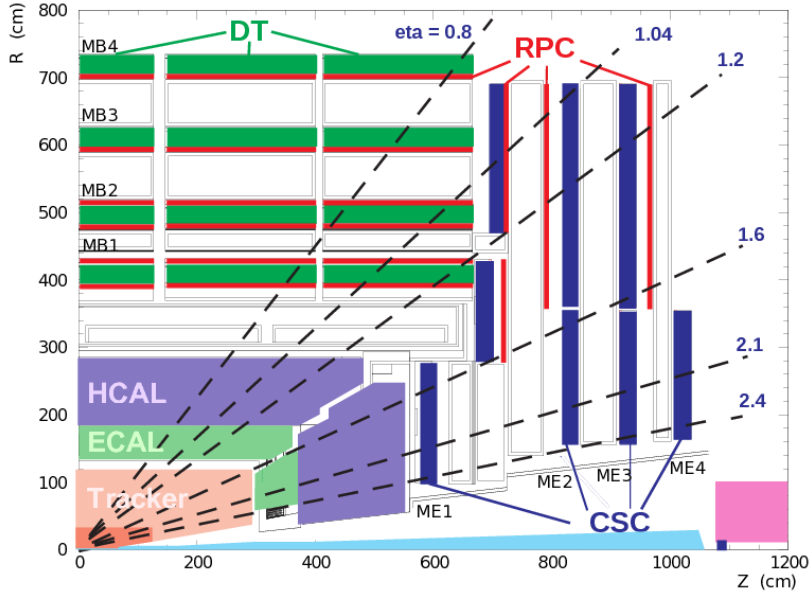 R (cm)
800
700
600
500
400
300
200
100
0
MB4
MB3
MB2
MB1
DT
eta = 0.8
RPC
1.04
1.2
1.6
2.1
2.4
HCAL
ECAL
Tracker
ME1
ME2
ME3
ME4
CSC
0
200
400
600
800
1000
1200
Z (cm)